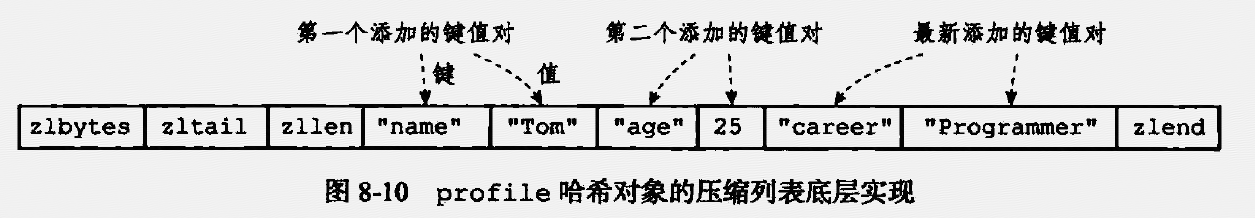 第一个添加的键值对 第二个添加的键值对 最新添加的键值对
键 值
zlbytes zltail zllen "name" "Tom" "age" 25 "career" "Programmer" zlend
图 8-10 profile 哈希对象的压缩列表底层实现